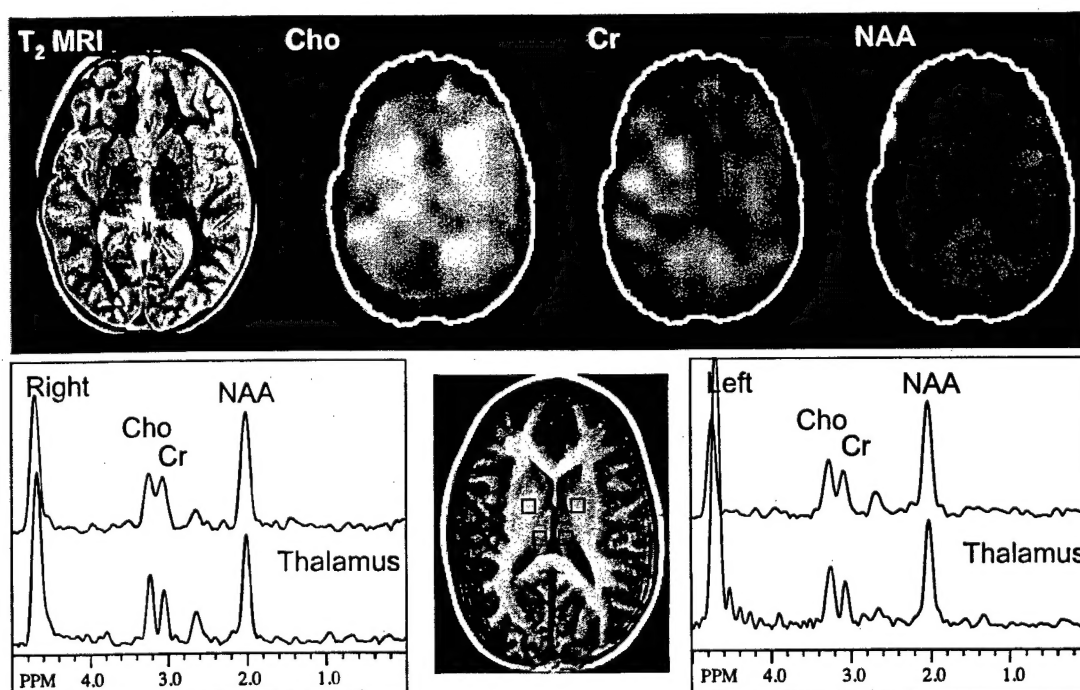 T2 MRI Cho Cr NAA
Right
NAA
Cho
Cr
Thalamus
PPM 4.0 3.0 2.0 1.0
Left
NAA
Cho
Cr
Thalamus
PPM 4.0 3.0 2.0 1.0